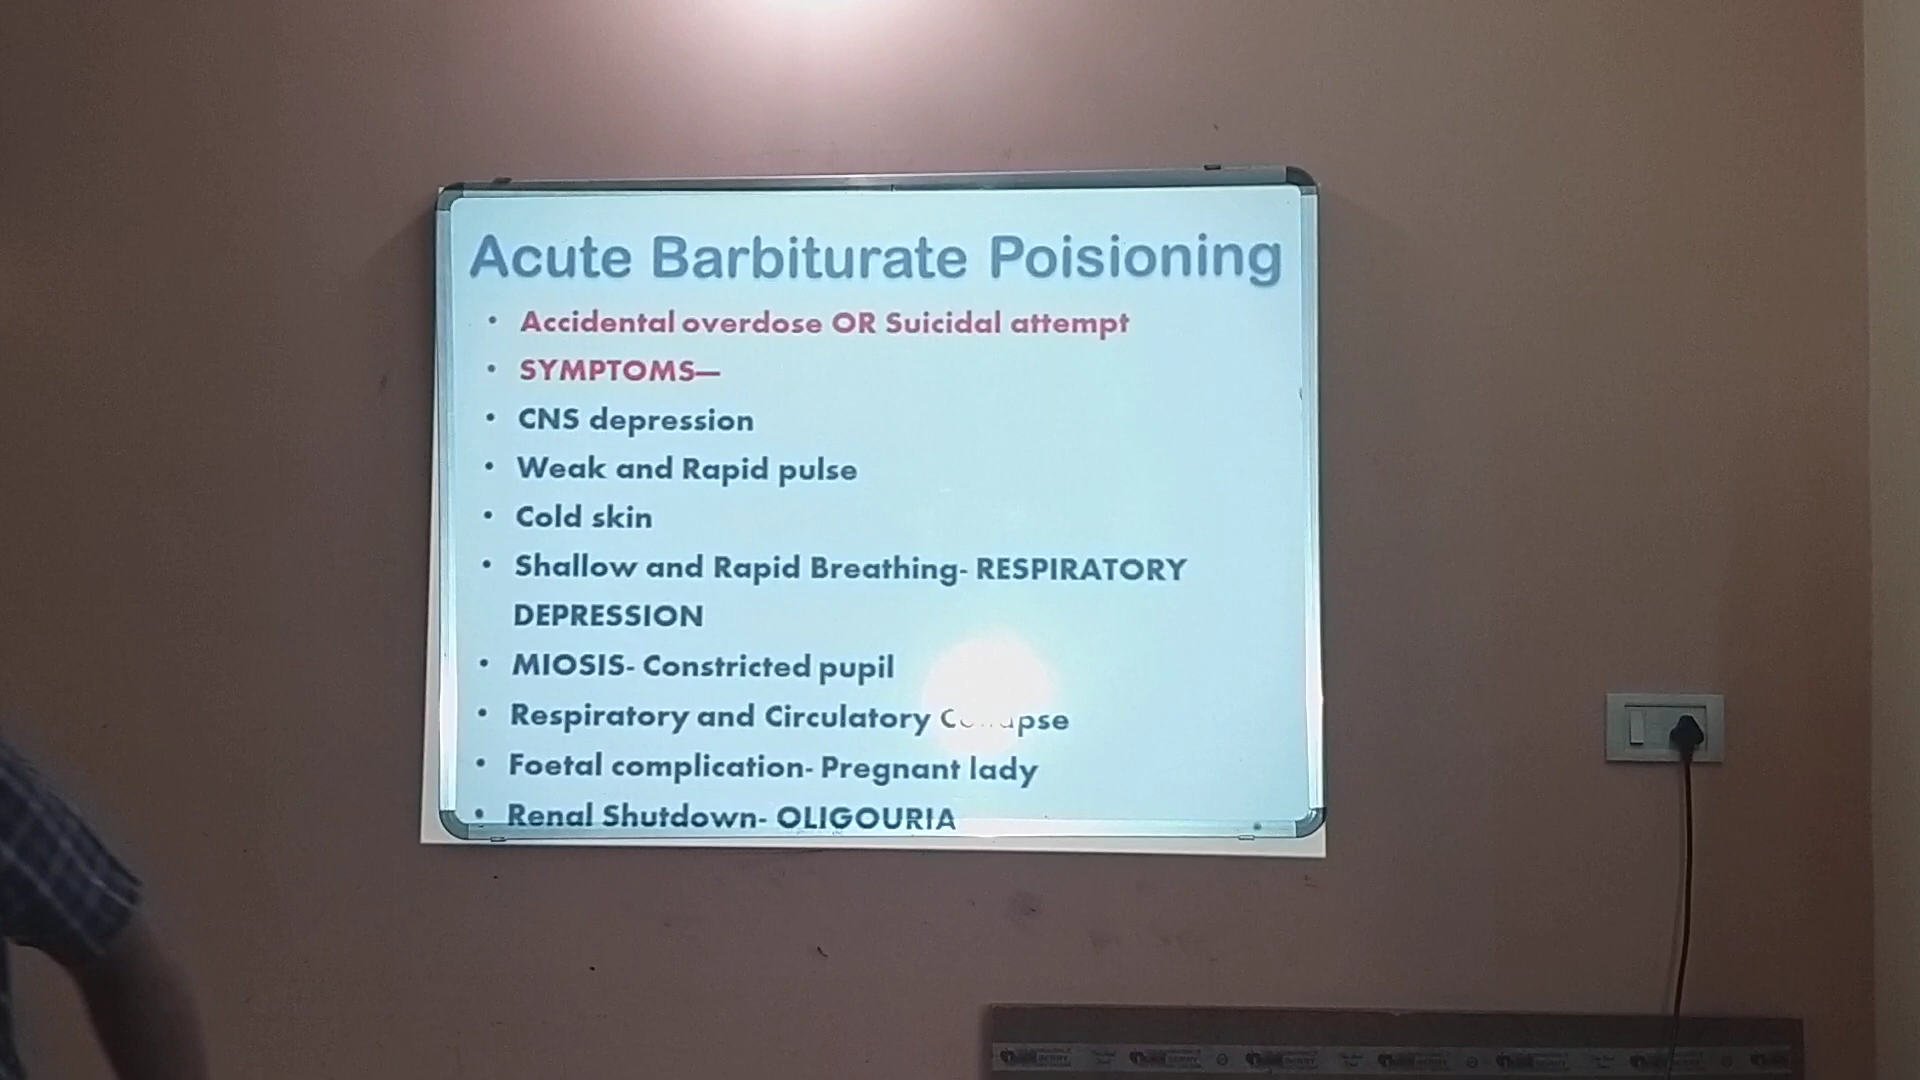 Acute Barbiturate Poisioning
• Accidental overdose OR Suicidal attempt
• SYMPTOMS—
• CNS depression
• Weak and Rapid pulse
• Cold skin
• Shallow and Rapid Breathing- RESPIRATORY
DEPRESSION
• MIOSIS- Constricted pupil
• Respiratory and Circulatory
• Foetal complication- Pregnant lady
• Renal Shutdown- OLIGOURIA